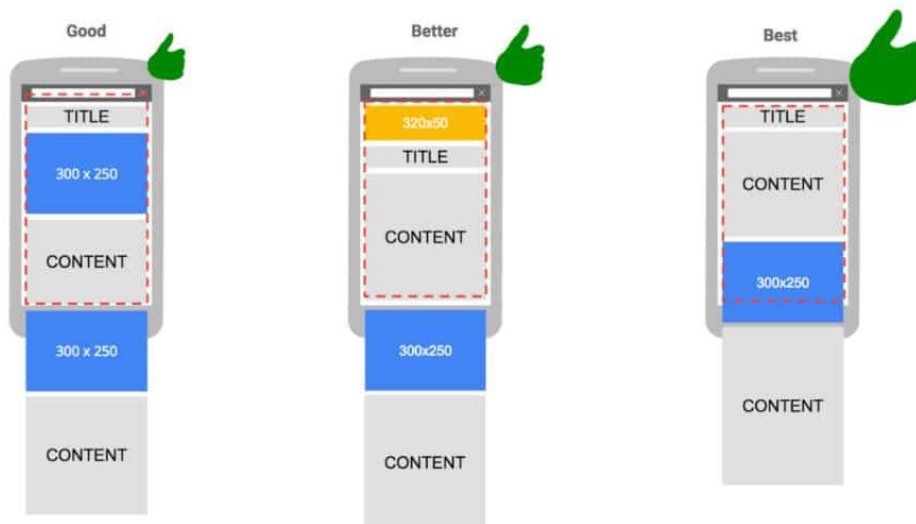 Good
TITLE
300 x 250
CONTENT
300 x 250
CONTENT
Better
320x50
TITLE
CONTENT
300x250
CONTENT
Best
TITLE
CONTENT
300x250
CONTENT